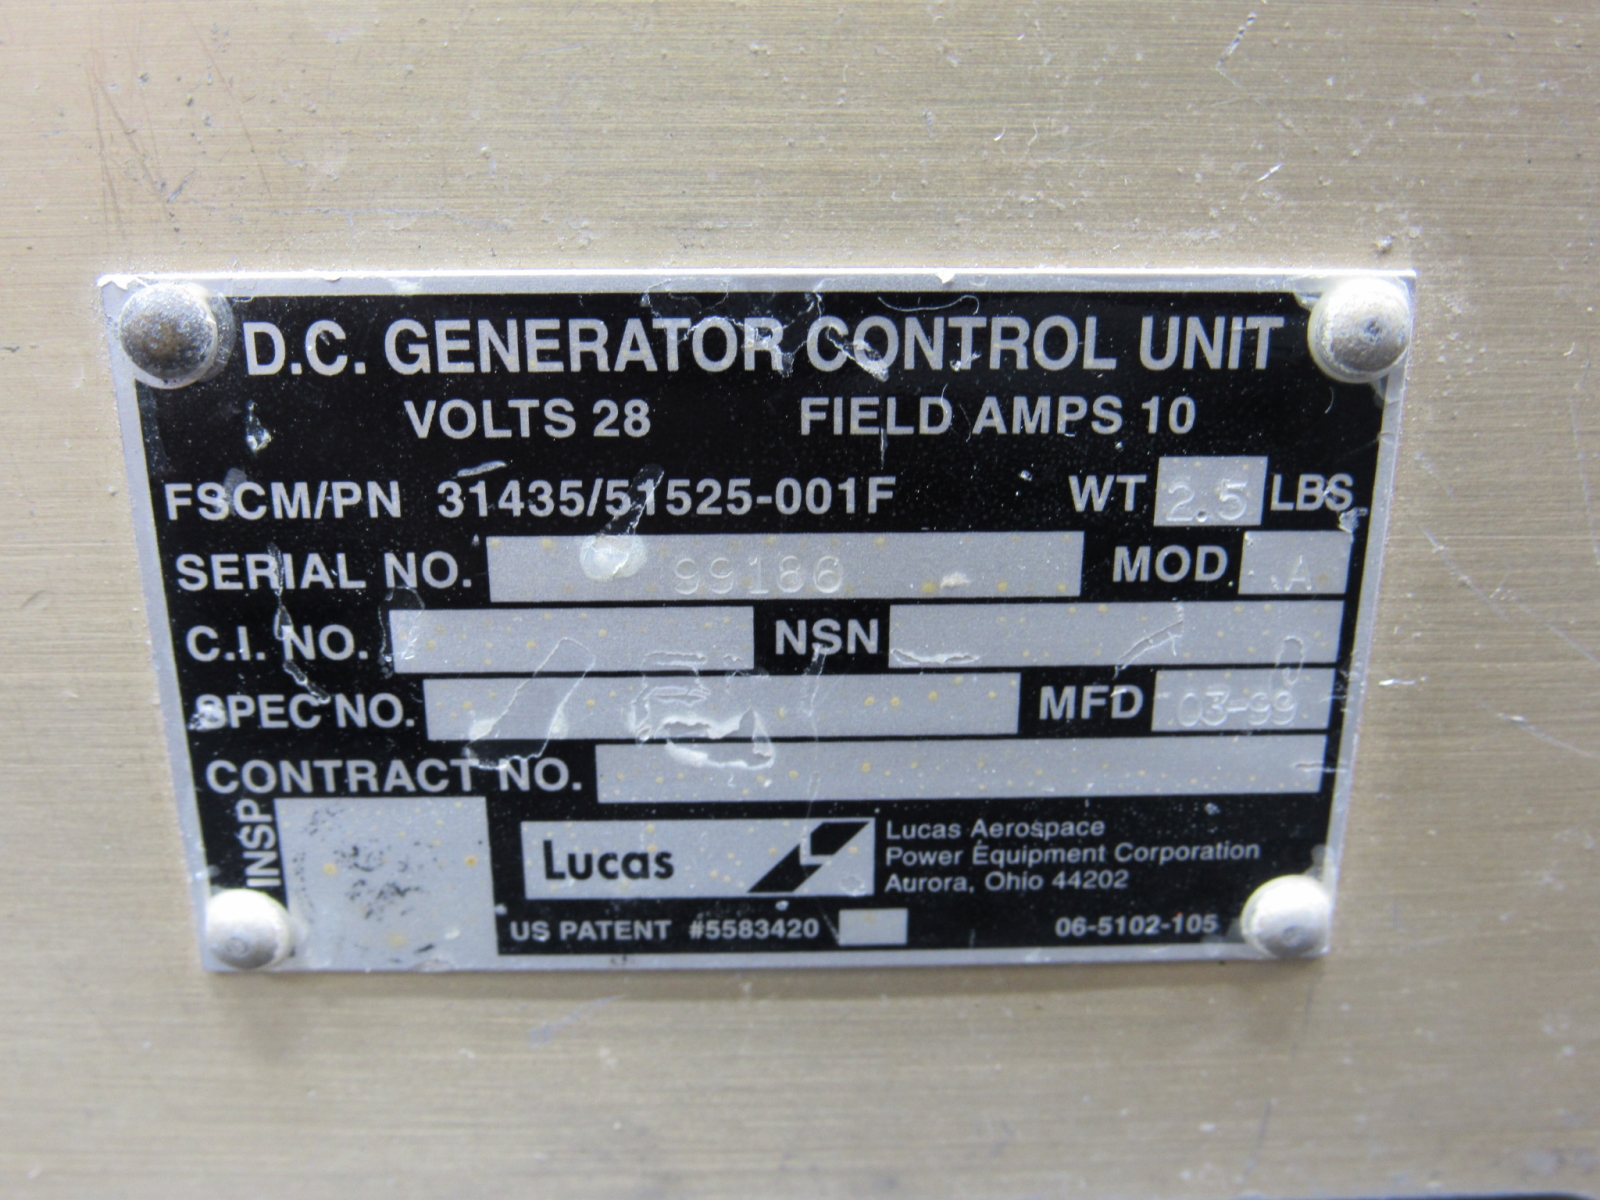 D.C. GENERATOR CONTROL UNIT
VOLTS 28 FIELD AMPS 10
FSCM/PN 31435/51525-001F WT 2.5 LBS
SERIAL NO. 99186 MOD. A
C.I. NO. NSN
SPEC NO. MFD 03-99
CONTRACT NO.
INSP
Lucas
Lucas Aerospace
Power Equipment Corporation
Aurora, Ohio 44202
US PATENT #5583420 06-5102-105